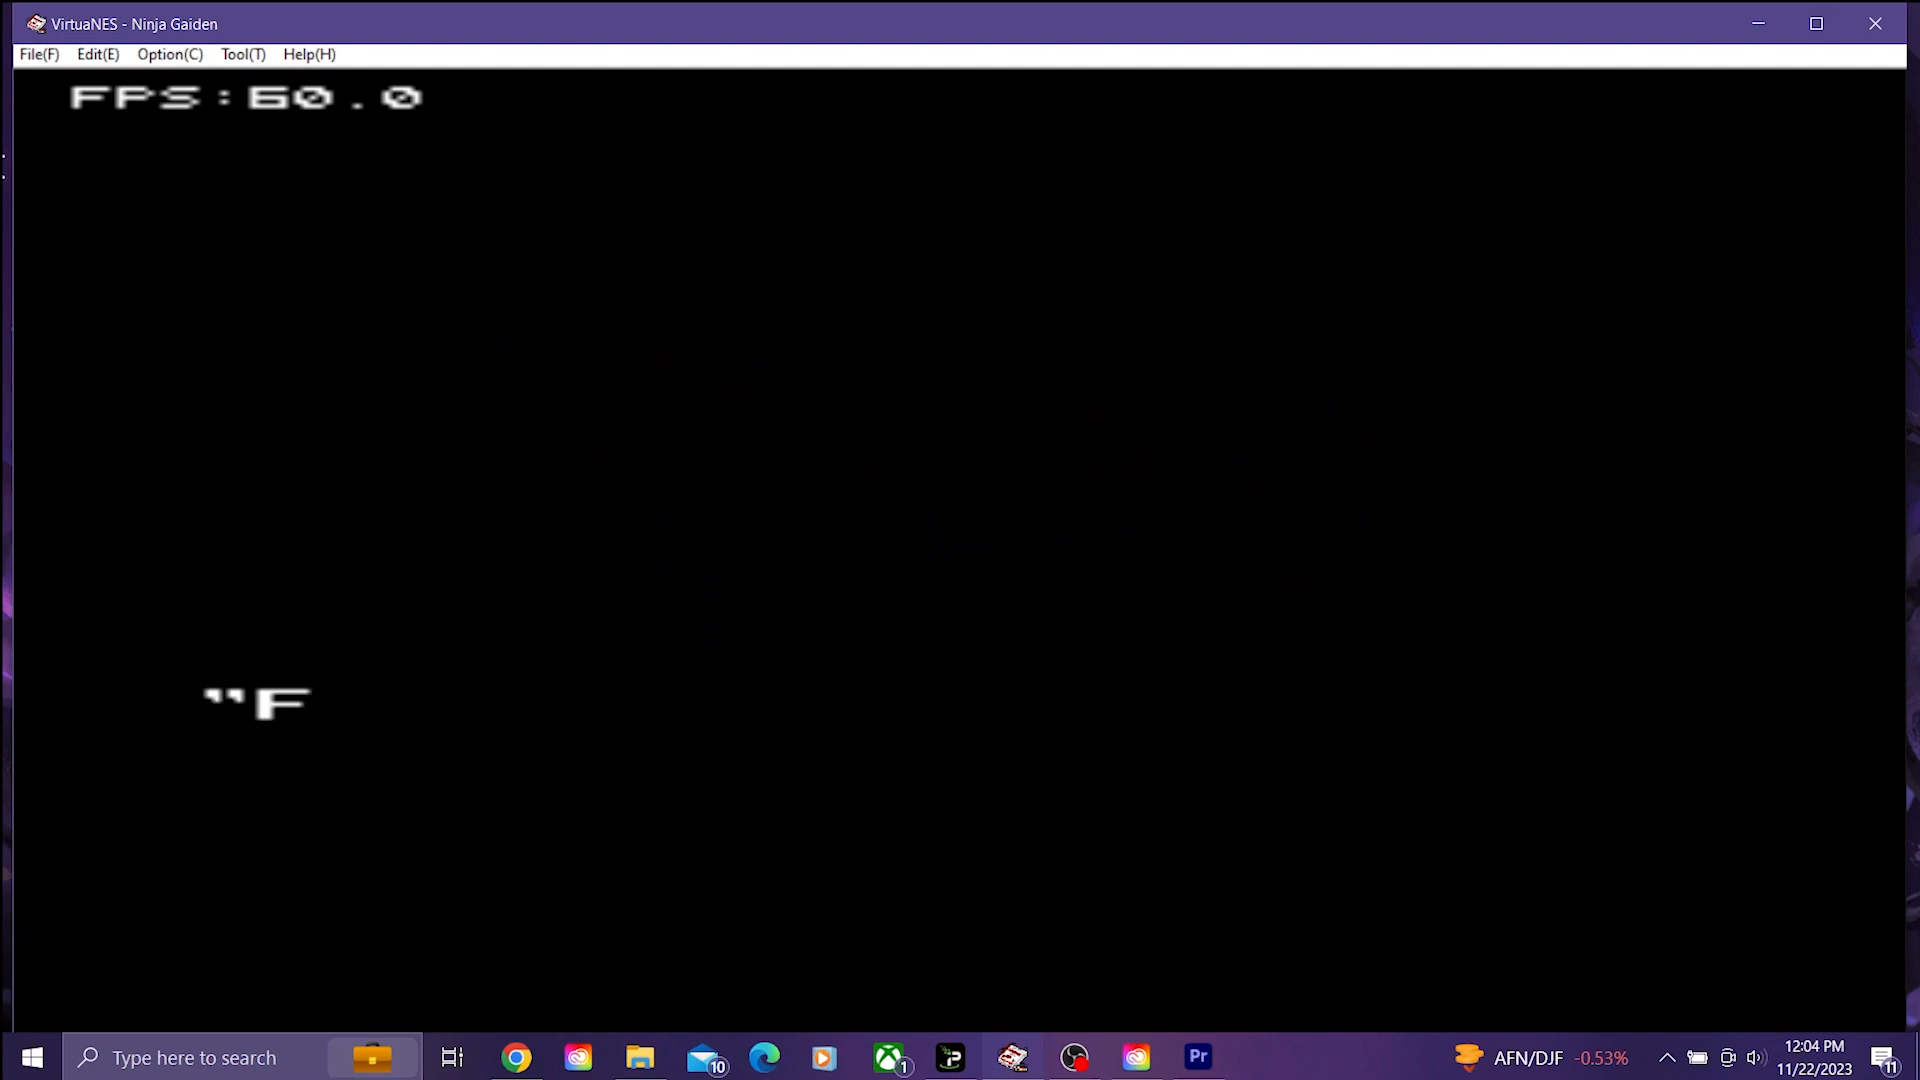 VirtuaNES - Ninja Gaiden
File(F) Edit(E) Option(C) Tool(T) Help(H)
FPS:60.0
"F
Type here to search
10
1
Pr
AFN/DJF -0.53%
12:04 PM
11/22/2023
11